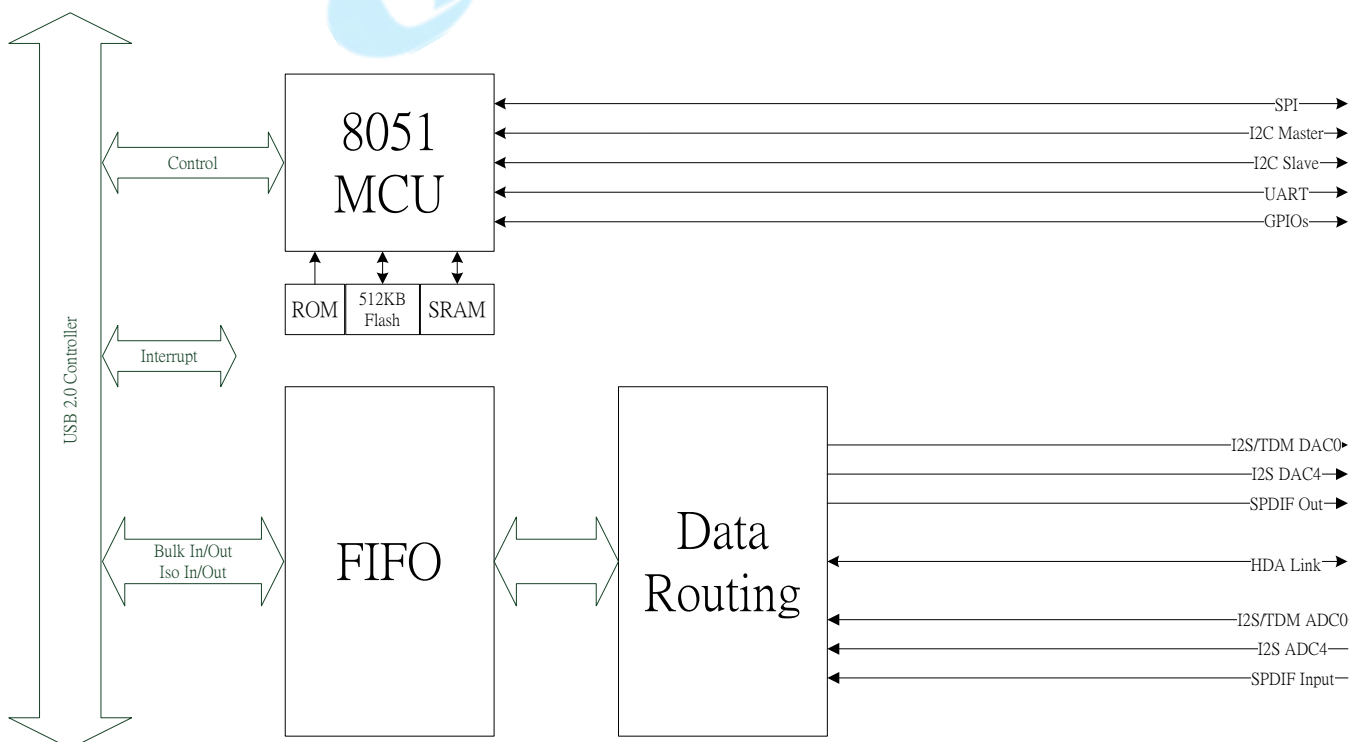 8051
MCU
SPI
I2C Master
Control
I2C Slave
UART
GPIOs
ROM
512KB
Flash
SRAM
USB 2.0 Controller
Interrupt
Bulk In/Out
Iso In/Out
FIFO
Data
Routing
I2S/TDM DAC0
I2S DAC4
SPDIF Out
HDA Link
I2S/TDM ADC0
I2S ADC4
SPDIF Input